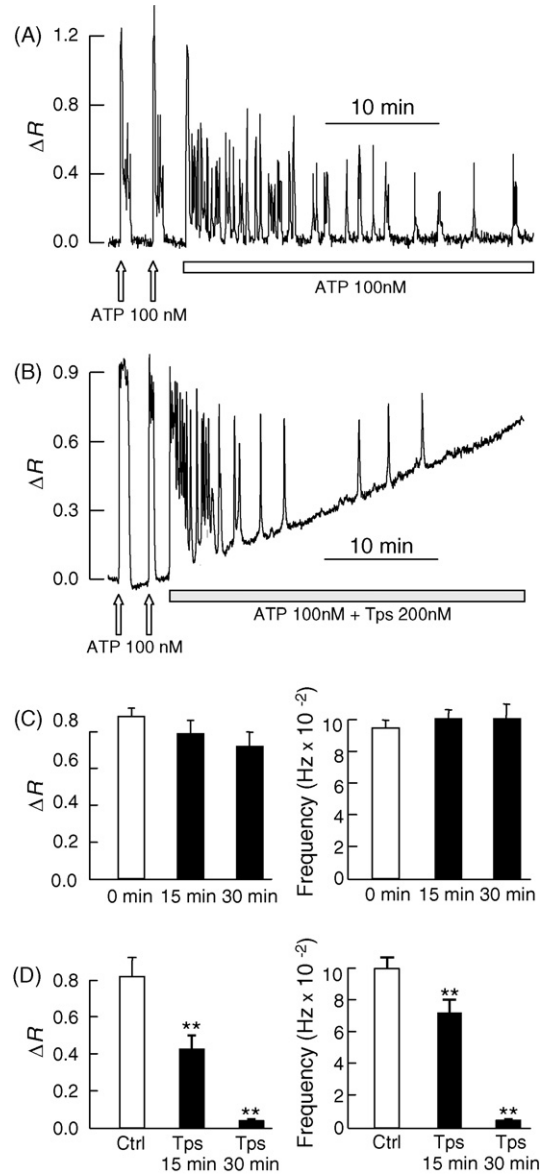 (A)
1.2
0.8
0.4
0.0
ΔR
10 min
ATP 100 nM
ATP 100nM
(B)
0.9
0.6
0.3
0.0
ΔR
10 min
ATP 100 nM
ATP 100nM + Tps 200nM
(C)
0.8
0.6
0.4
0.2
0.0
ΔR
0 min 15 min 30 min
Frequency (Hz x 10 -2)
10
8
6
4
2
0
0 min 15 min 30 min
(D)
0.8
0.6
0.4
0.2
0.0
ΔR
**
**
Ctrl Tps Tps
15 min 30 min
Frequency (Hz x 10 -2)
10
8
6
4
2
0
**
**
Ctrl Tps Tps
15 min 30 min